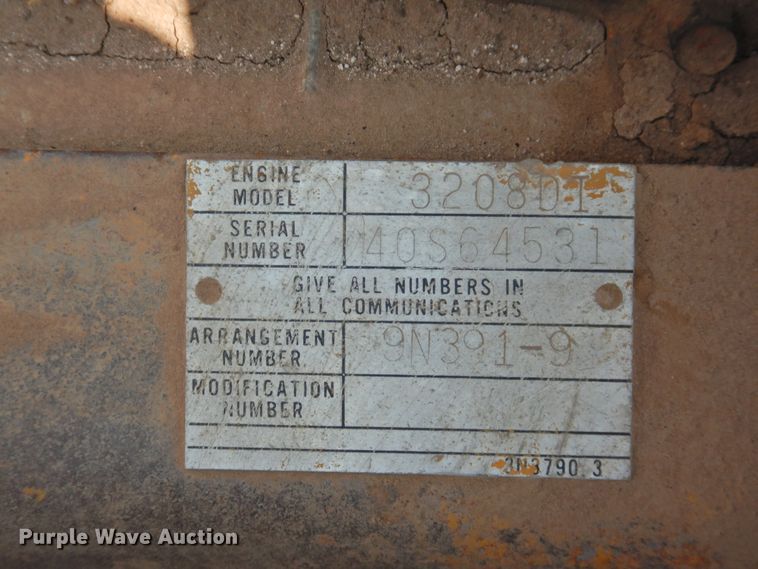 ENGINE MODEL 3208DI
SERIAL NUMBER 40S64531
GIVE ALL NUMBERS IN
ALL COMMUNICATIONS
ARRANGEMENT NUMBER 9N391-9
MODIFICATION NUMBER
3N3790 3
Purple Wave Auction